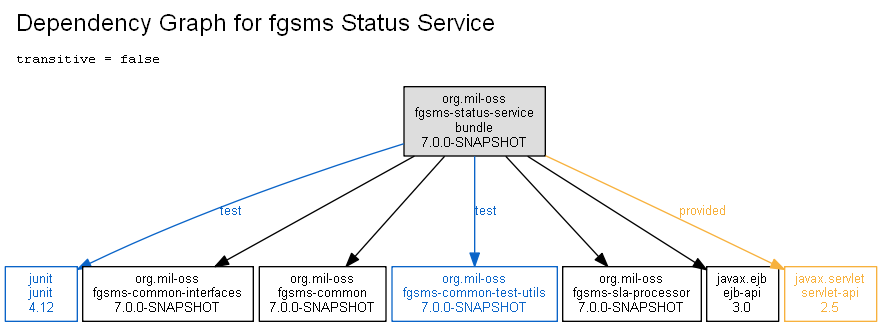 Dependency Graph for fgsms Status Service
transitive = false
org.mil-oss
fgsms-status-service
bundle
7.0.0-SNAPSHOT
test
test
provided
junit
junit
4.12
org.mil-oss
fgsms-common-interfaces
7.0.0-SNAPSHOT
org.mil-oss
fgsms-common
7.0.0-SNAPSHOT
org.mil-oss
fgsms-common-test-utils
7.0.0-SNAPSHOT
org.mil-oss
fgsms-sla-processor
7.0.0-SNAPSHOT
javax.ejb
ejb-api
3.0
javax.servlet
servlet-api
2.5